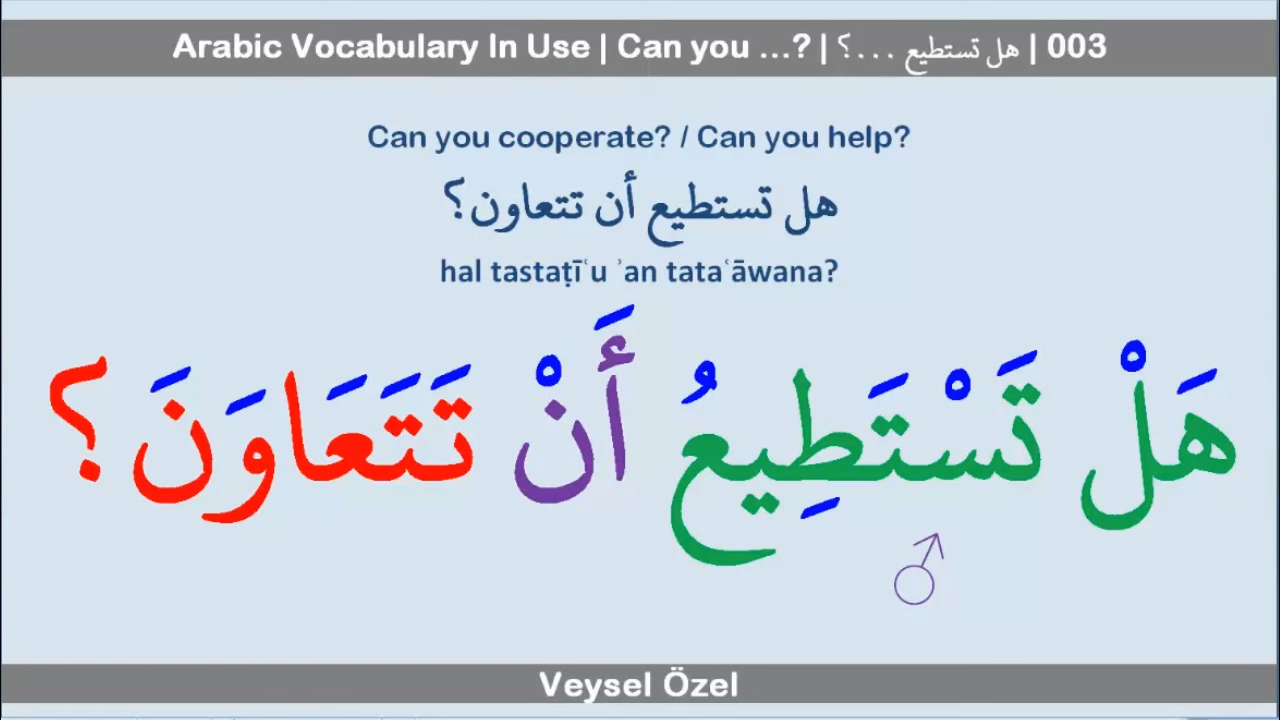 Arabic Vocabulary In Use | Can you ...? | هل تستطيع ...؟ | 003
Can you cooperate? / Can you help?
هل تستطيع أن تتعاون؟
hal tastaṭīʿu ʾan tataʿāwana?
هَلْ تَسْتَطِيعُ أَنْ تَتَعَاوَنَ؟
Veysel Özel